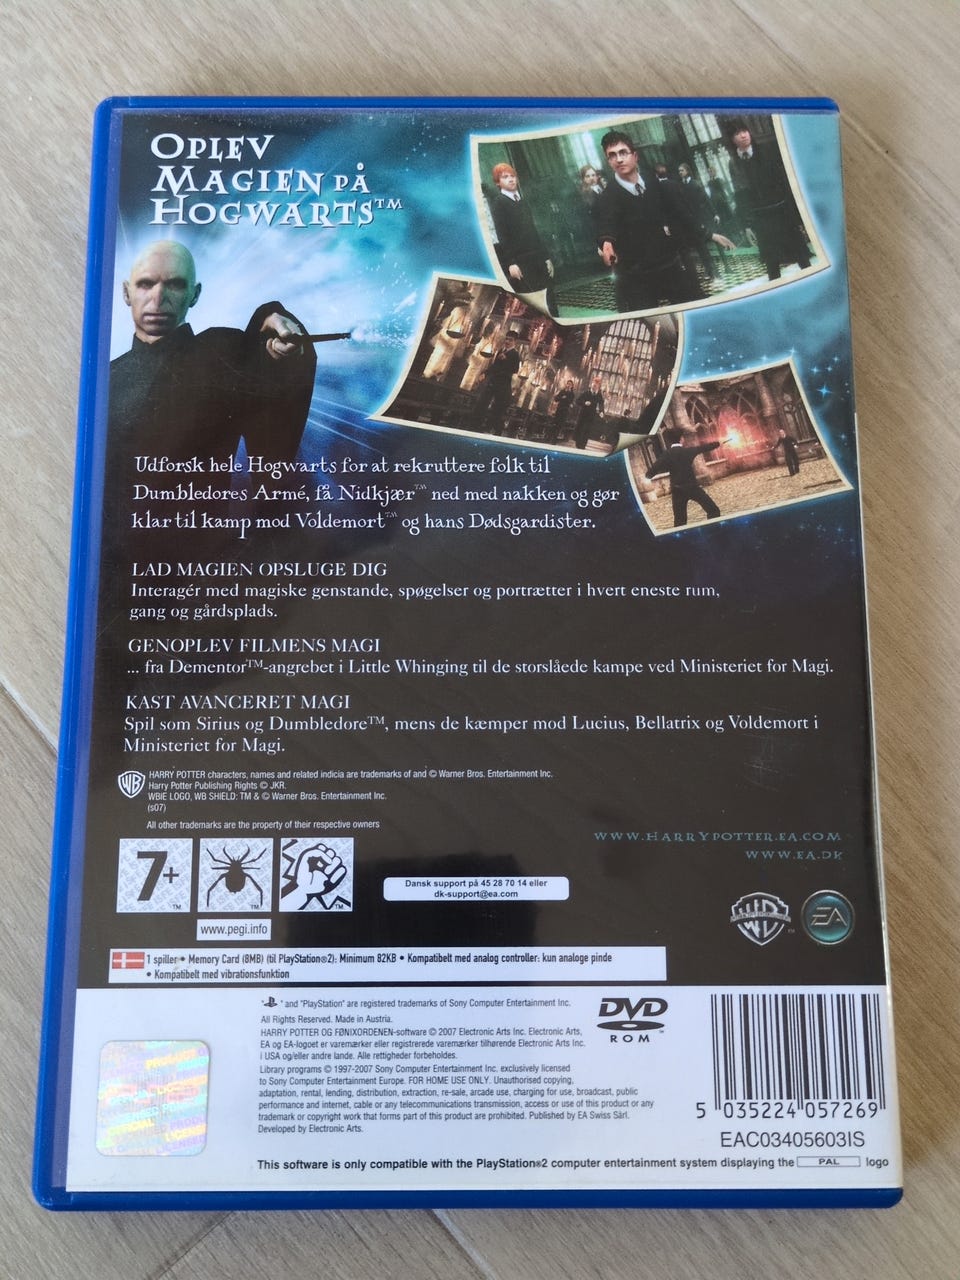 OPLEV
MAGIEN PÅ
HOGWARTS™
Udforsk hele Hogwarts for at rekruttere folk til
Dumbledores Armé, få Nidkjær™ ned med nakken og gør
klar til kamp mod Voldemort™ og hans Dødsgardister.
LAD MAGIEN OPSLUGE DIG
Interagér med magiske genstande, spøgelser og portrætter i hvert eneste rum,
gang og gårdsplads.
GENOPLEV FILMENS MAGI
... fra Dementor™-angrebet i Little Whinging til de storslåede kampe ved Ministeriet for Magi.
KAST AVANCERET MAGI
Spil som Sirius og Dumbledore™, mens de kæmper mod Lucius, Bellatrix og Voldemort i
Ministeriet for Magi.
WB
HARRY POTTER characters, names and related indicia are trademarks of and © Warner Bros. Entertainment Inc.
Harry Potter Publishing Rights © JKR.
WBIE LOGO, WB SHIELD: TM & © Warner Bros. Entertainment Inc.
(s07)
All other trademarks are the property of their respective owners
WWW.HARRYPOTTER.EA.COM
WWW.EA.DK
7+
™ ™ ™
www.pegi.info
Dansk support på 45 28 70 14 eller
dk-support@ea.com
EA
1 spiller • Memory Card (8MB) (til PlayStation®2): Minimum 82KB • Kompatibelt med analog controller: kun analoge pinde
• Kompatibelt med vibrationsfunktion
" " and "PlayStation" are registered trademarks of Sony Computer Entertainment Inc.
All Rights Reserved. Made in Austria.
HARRY POTTER OG FØNIXORDENEN-software © 2007 Electronic Arts Inc. Electronic Arts,
EA og EA-logoet er varemærker eller registrerede varemærker tilhørende Electronic Arts Inc.
i USA og/eller andre lande. Alle rettigheder forbeholdes.
Library programs © 1997-2007 Sony Computer Entertainment Inc. exclusively licensed
to Sony Computer Entertainment Europe. FOR HOME USE ONLY. Unauthorised copying,
adaptation, rental, lending, distribution, extraction, re-sale, arcade use, charging for use, broadcast, public
performance and internet, cable or any telecommunications transmission, access or use of this product or any
trademark or copyright work that forms part of this product are prohibited. Published by EA Swiss Sàrl.
Developed by Electronic Arts.
DVD
ROM
5 035224 057269
EAC03405603IS
This software is only compatible with the PlayStation®2 computer entertainment system displaying the PAL logo